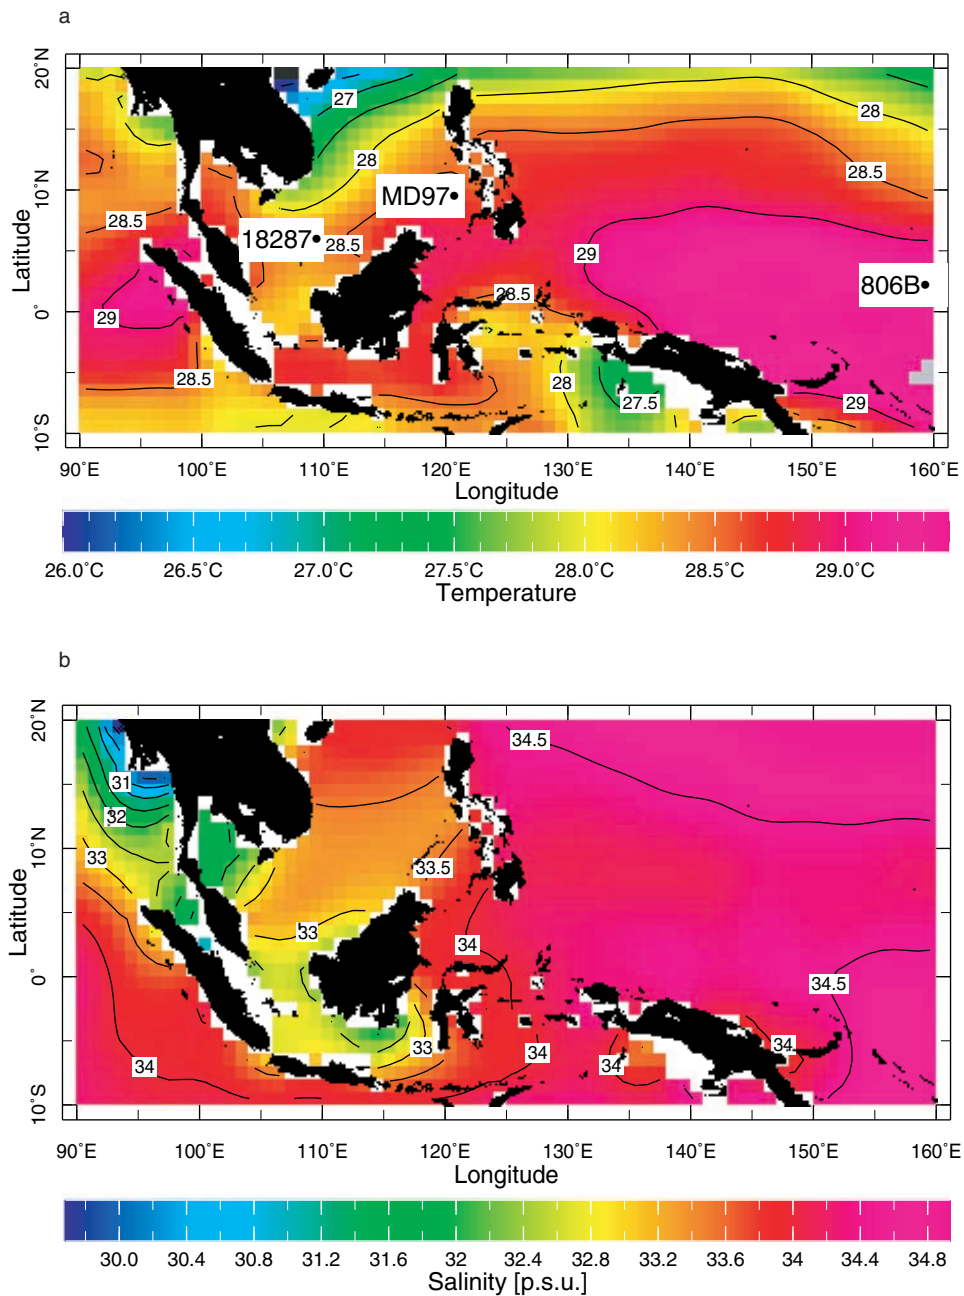 a
20˚N
10˚N
0˚
10˚S
Latitude
27
28
28
28.5
MD97
28.5
18287
28.5
29
806B
29
28.5
28.5
28
27.5
29
90˚E 100˚E 110˚E 120˚E 130˚E 140˚E 150˚E 160˚E
Longitude
26.0˚C 26.5˚C 27.0˚C 27.5˚C 28.0˚C 28.5˚C 29.0˚C
Temperature
b
20˚N
10˚N
0˚
10˚S
Latitude
34.5
31
32
33
33.5
33
34
34.5
33
34
34
34
34
90˚E 100˚E 110˚E 120˚E 130˚E 140˚E 150˚E 160˚E
Longitude
30.0 30.4 30.8 31.2 31.6 32 32.4 32.8 33.2 33.6 34 34.4 34.8
Salinity [p.s.u.]